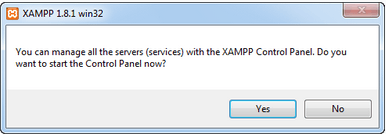 XAMPP 1.8.1 win32
You can manage all the servers (services) with the XAMPP Control Panel. Do you
want to start the Control Panel now?
Yes
No